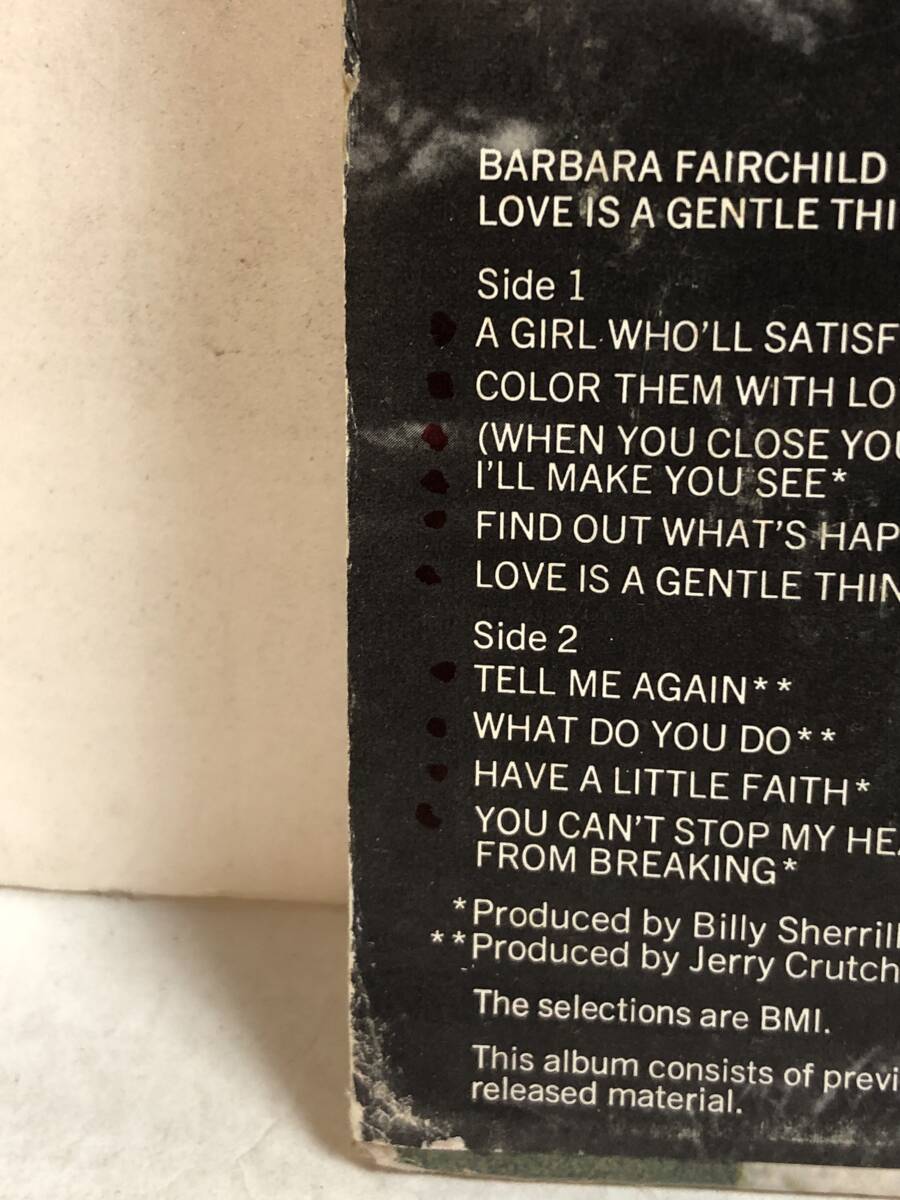 BARBARA FAIRCHILD
LOVE IS A GENTLE THI
Side 1
A GIRL WHO'LL SATISF
COLOR THEM WITH LO
(WHEN YOU CLOSE YOU
I'LL MAKE YOU SEE*
FIND OUT WHAT'S HAP
LOVE IS A GENTLE THIN
Side 2
TELL ME AGAIN**
WHAT DO YOU DO**
HAVE A LITTLE FAITH*
YOU CAN'T STOP MY HEA
FROM BREAKING*
*Produced by Billy Sherrill
**Produced by Jerry Crutch
The selections are BMI.
This album consists of previ
released material.